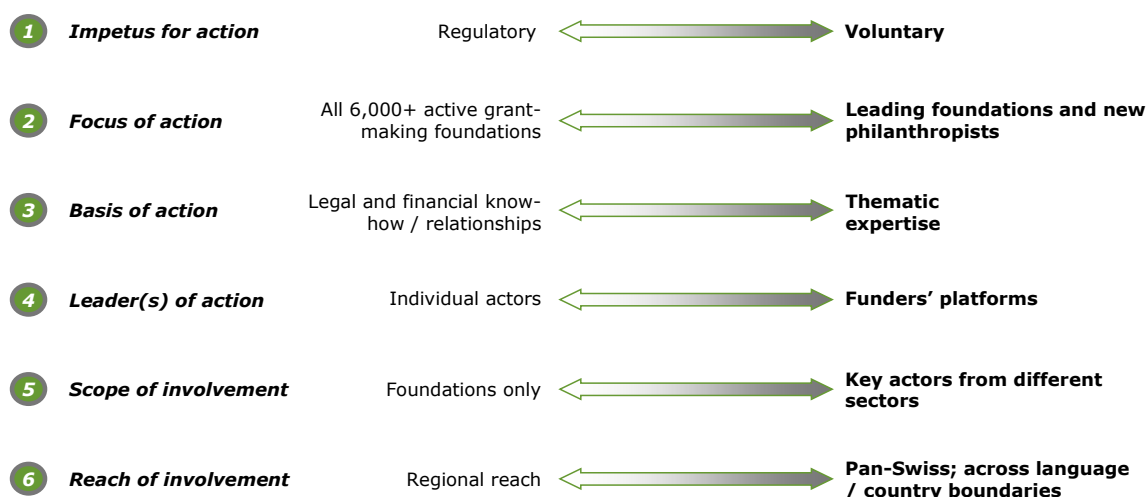 1 Impetus for action Regulatory Voluntary
2 Focus of action All 6,000+ active grant-
making foundations Leading foundations and new
philanthropists
3 Basis of action Legal and financial know-
how / relationships Thematic
expertise
4 Leader(s) of action Individual actors Funders’ platforms
5 Scope of involvement Foundations only Key actors from different
sectors
6 Reach of involvement Regional reach Pan-Swiss; across language
/ country boundaries